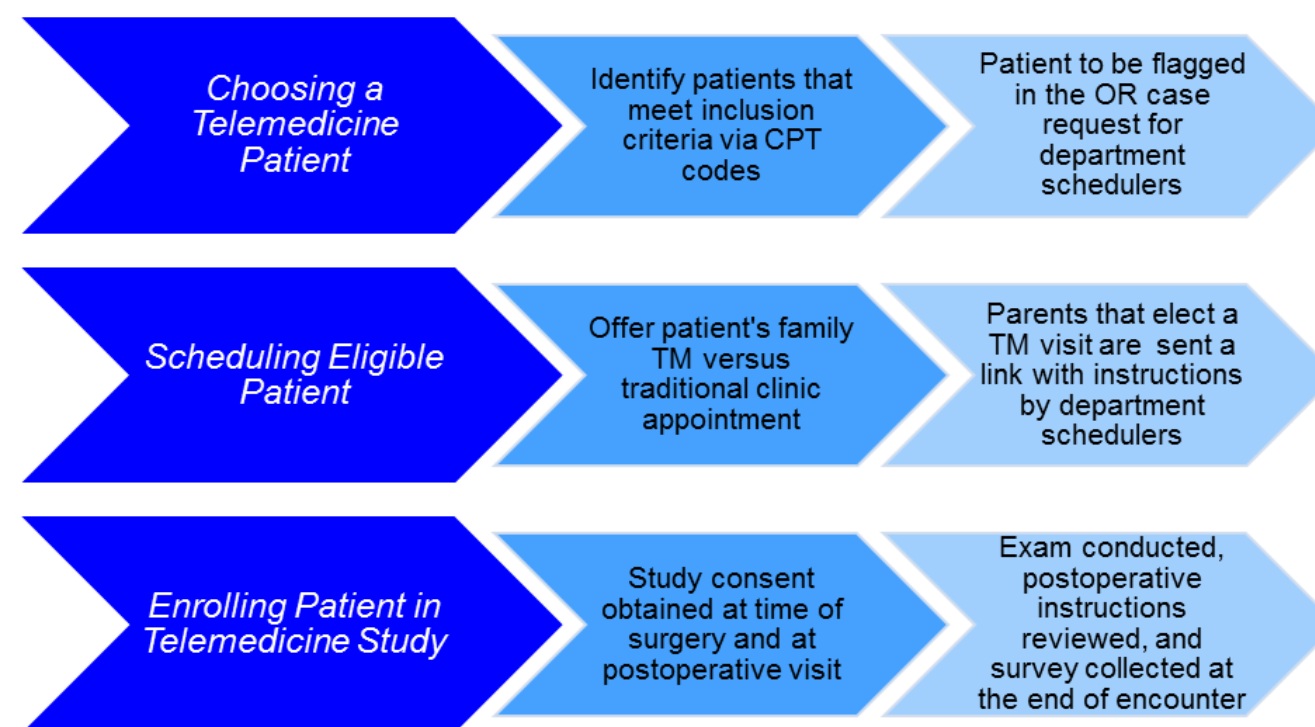 Choosing a
Telemedicine
Patient
Identify patients that
meet inclusion
criteria via CPT
codes
Patient to be flagged
in the OR case
request for
department
schedulers
Scheduling Eligible
Patient
Offer patient's family
TM versus
traditional clinic
appointment
Parents that elect a
TM visit are sent a
link with instructions
by department
schedulers
Enrolling Patient in
Telemedicine Study
Study consent
obtained at time of
surgery and at
postoperative visit
Exam conducted,
postoperative
instructions
reviewed, and
survey collected at
the end of encounter